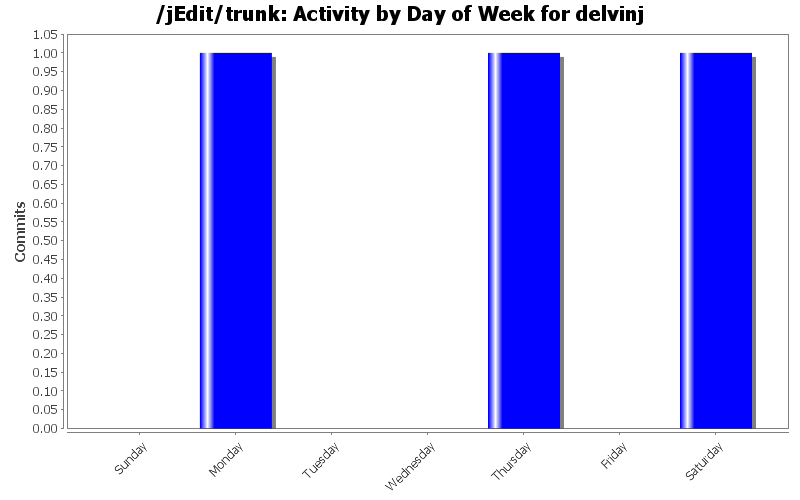 /jEdit/trunk: Activity by Day of Week for delvinj
1.05
1.00
0.95
0.90
0.85
0.80
0.75
0.70
0.65
0.60
0.55
0.50
0.45
0.40
0.35
0.30
0.25
0.20
0.15
0.10
0.05
0.00
Commits
Sunday
Monday
Tuesday
Wednesday
Thursday
Friday
Saturday